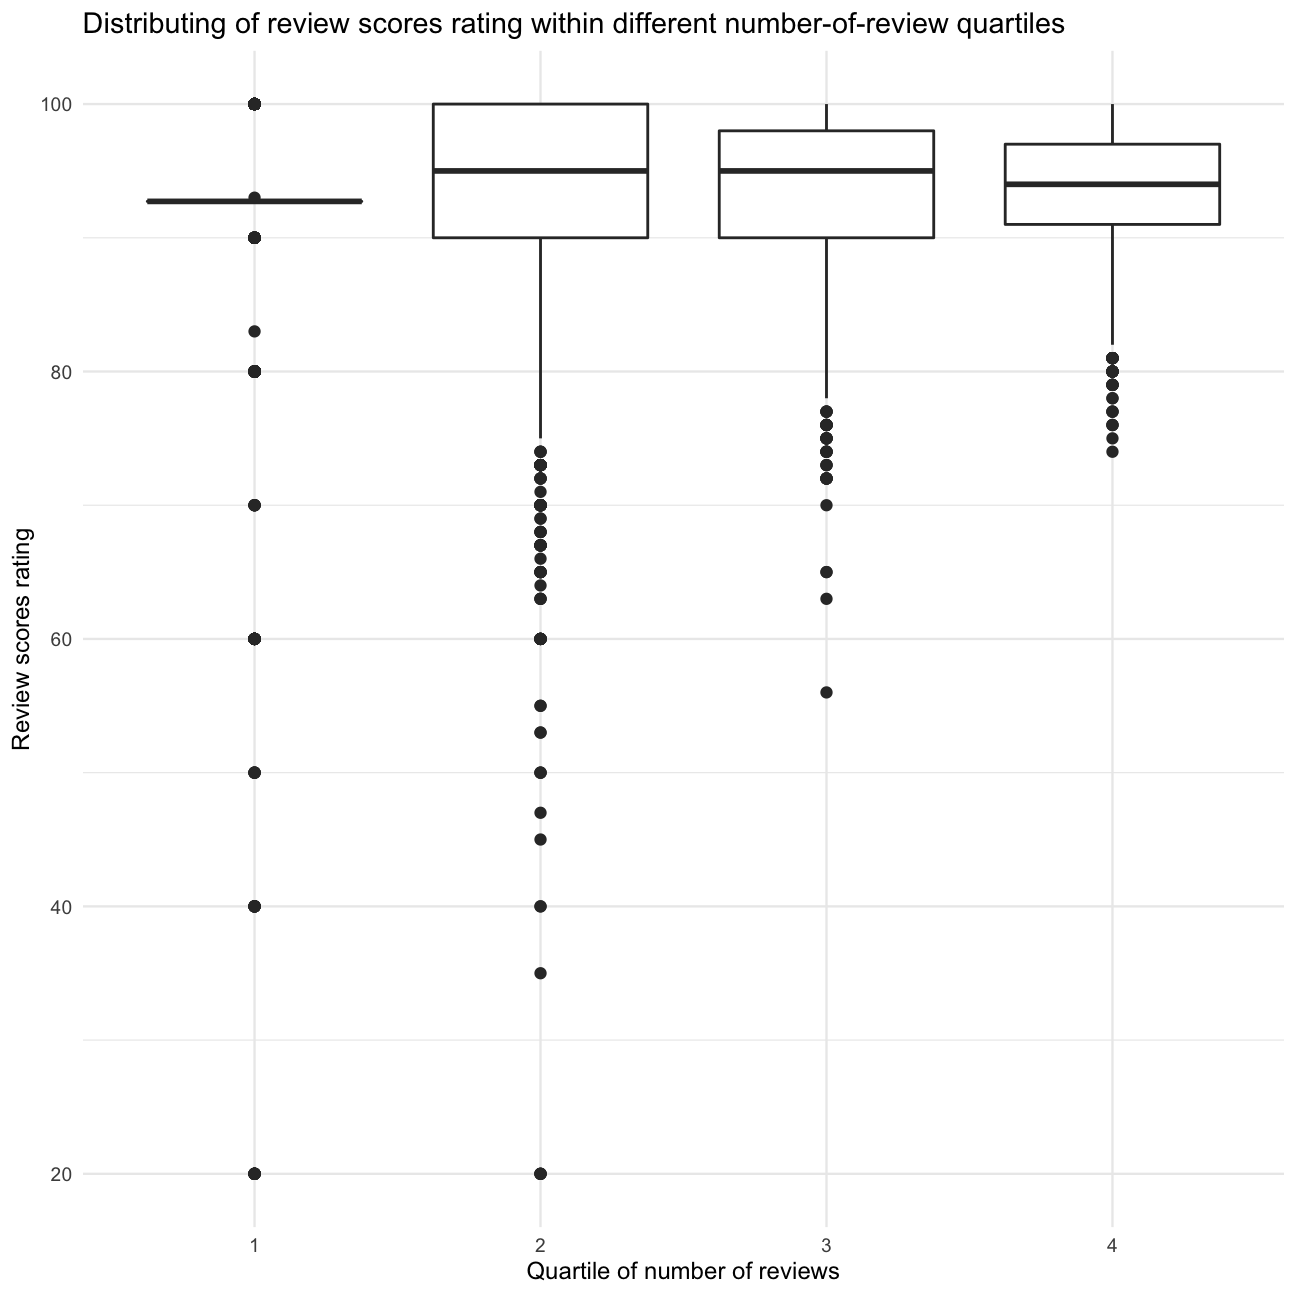 Distributing of review scores rating within different number-of-review quartiles
100
80
60
40
20
Review scores rating
1 2 3 4
Quartile of number of reviews